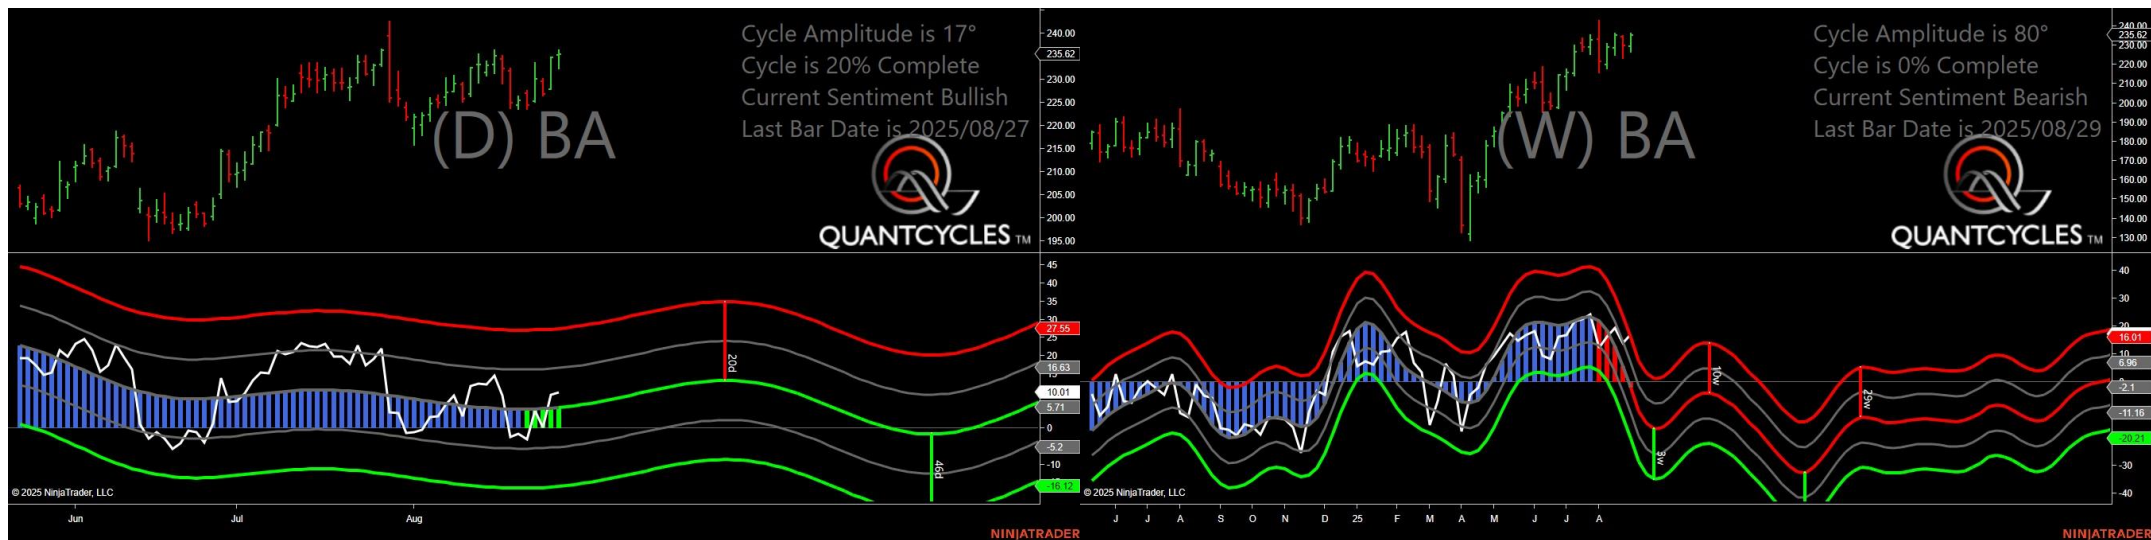 Cycle Amplitude is 17°
Cycle is 20% Complete
Current Sentiment Bullish
Last Bar Date is 2025/08/27
(D) BA
QUANTCYCLES TM
240.00
235.62
230.00
225.00
220.00
215.00
210.00
205.00
200.00
195.00
45
40
35
30
27.55
25
20
16.63
15
10.01
5.71
0
-5.2
-10
-16.12
20d
46d
© 2025 NinjaTrader, LLC
Jun
Jul
Aug
NINJATRADER
Cycle Amplitude is 80°
Cycle is 0% Complete
Current Sentiment Bearish
Last Bar Date is 2025/08/29
(W) BA
QUANTCYCLES TM
240.00
235.62
230.00
220.00
210.00
200.00
190.00
180.00
170.00
160.00
150.00
140.00
130.00
40
30
20
16.01
10
6.96
-2.1
-11.16
-20.21
-30
-40
10w
29w
3w
© 2025 NinjaTrader, LLC
J J A S O N D 25 F M A M J J A
NINJATRADER